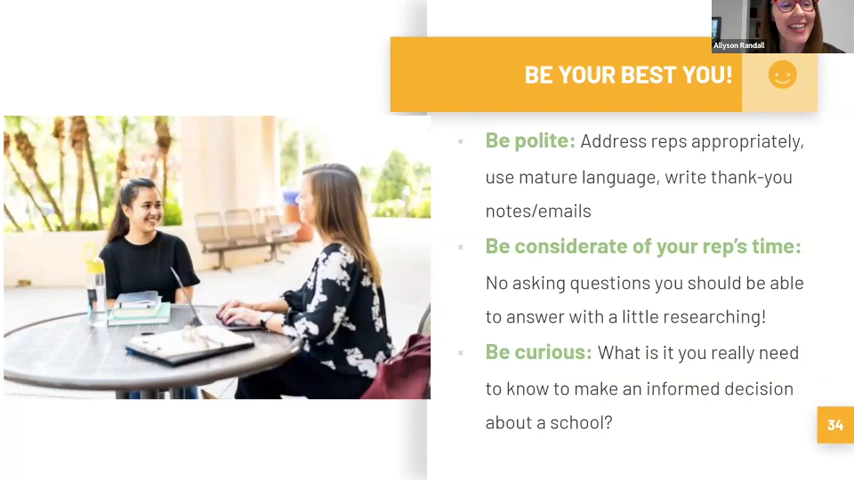 Allyson Randall
BE YOUR BEST YOU!
Be polite: Address reps appropriately,
use mature language, write thank-you
notes/emails
Be considerate of your rep's time:
No asking questions you should be able
to answer with a little researching!
Be curious: What is it you really need
to know to make an informed decision
about a school?
34